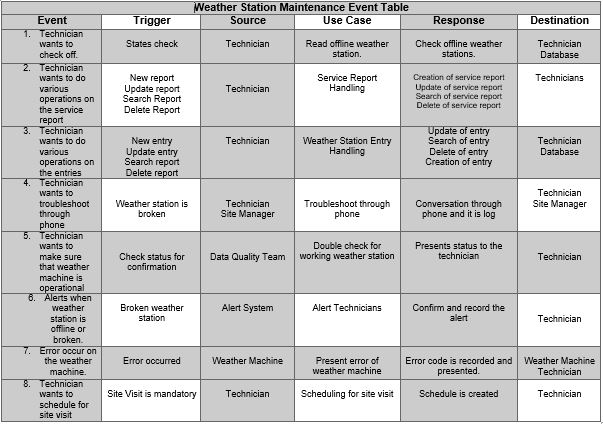 Weather Station Maintenance Event Table
Event Trigger Source Use Case Response Destination
1. Technician wants to check off.
States check
Technician
Read offline weather station.
Check offline weather stations.
Technician
Database
2. Technician wants to do various operations on the service report
New report
Update report
Search Report
Delete Report
Technician
Service Report Handling
Creation of service report
Update of service report
Search of service report
Delete of service report
Technicians
3. Technician wants to do various operations on the entries
New entry
Update entry
Search report
Delete report
Technician
Weather Station Entry Handling
Update of entry
Search of entry
Delete of entry
Creation of entry
Technician
Database
4. Technician wants to troubleshoot through phone
Weather station is broken
Technician
Site Manager
Troubleshoot through phone
Conversation through phone and it is log
Technician
Site Manager
5. Technician wants to make sure that weather machine is operational
Check status for confirmation
Data Quality Team
Double check for working weather station
Presents status to the technician
Technician
6. Alerts when weather station is offline or broken.
Broken weather station
Alert System
Alert Technicians
Confirm and record the alert
Technician
7. Error occur on the weather machine.
Error occurred
Weather Machine
Present error of weather machine
Error code is recorded and presented.
Weather Machine
Technician
8. Technician wants to schedule for site visit
Site Visit is mandatory
Technician
Scheduling for site visit
Schedule is created
Technician